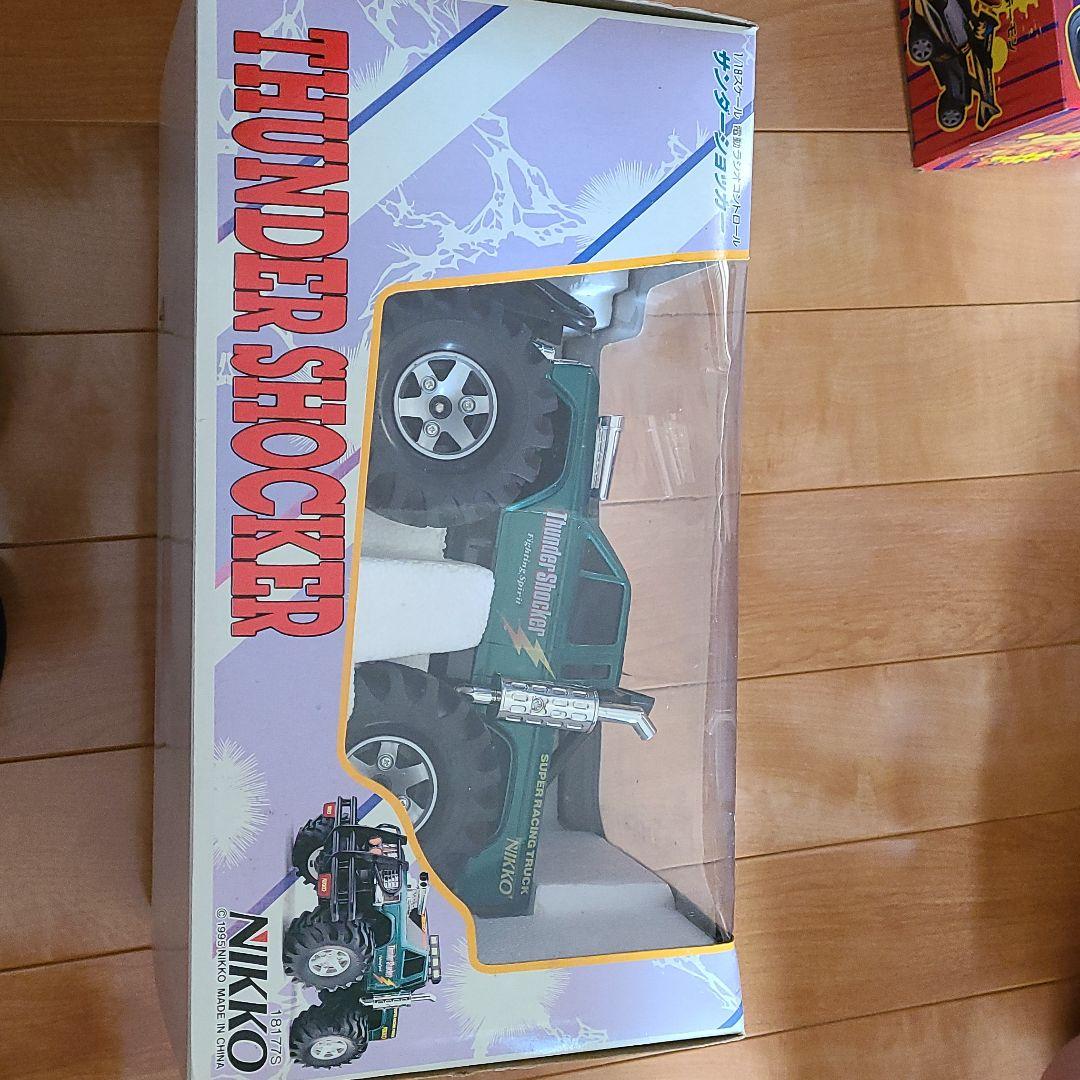 1/18スケール 電動 ラジオコントロール
サンダーショッカー
THUNDER SHOCKER
Thunder Shocker
Fighting Spirit
SUPER RACING TRUCK
NIKKO
Thunder Shocker
NIKKO
18177S
©1995 NIKKO MADE IN CHINA